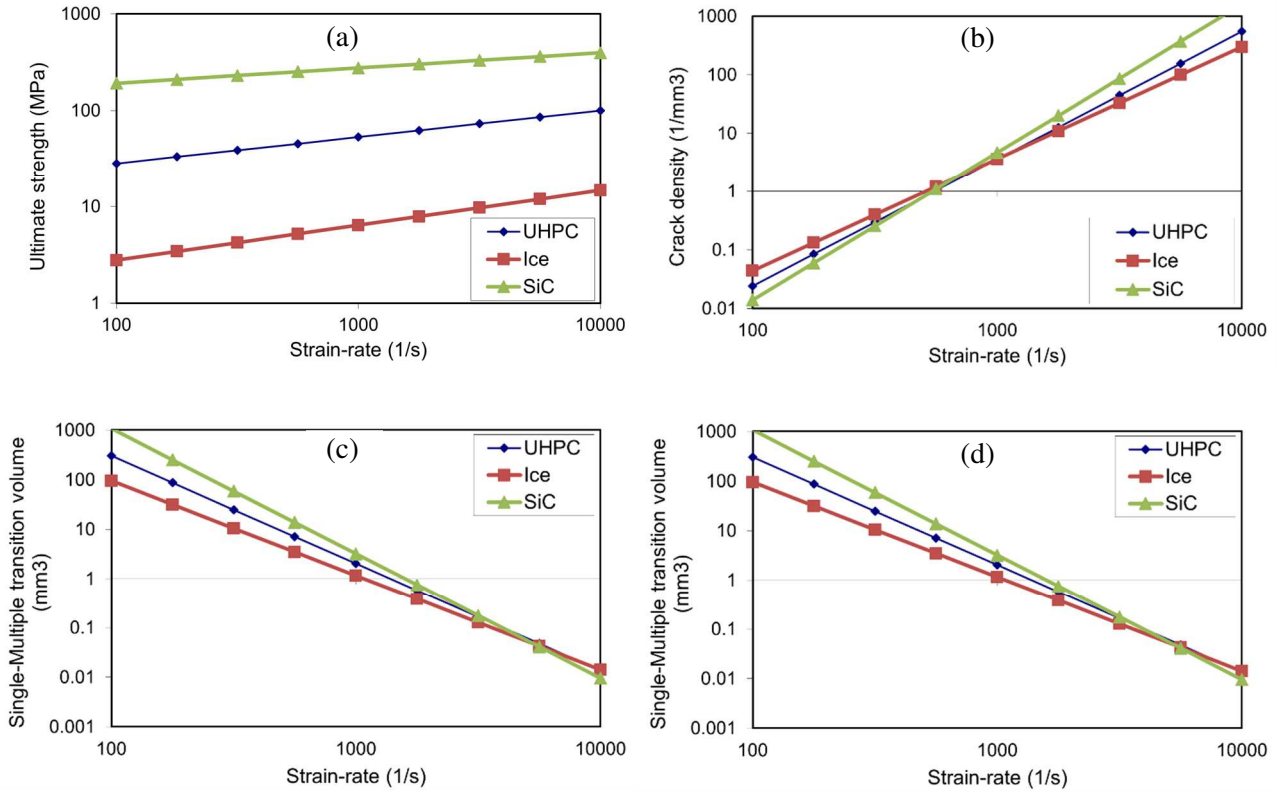 (a)
Ultimate strength (MPa)
1000
100
10
1
UHPC
Ice
SiC
100
1000
10000
Strain-rate (1/s)
(b)
Crack density (1/mm3)
1000
100
10
1
0.1
0.01
UHPC
Ice
SiC
100
1000
10000
Strain-rate (1/s)
(c)
Single-Multiple transition volume
(mm3)
1000
100
10
1
0.1
0.01
0.001
UHPC
Ice
SiC
100
1000
10000
Strain-rate (1/s)
(d)
Single-Multiple transition volume
(mm3)
1000
100
10
1
0.1
0.01
0.001
UHPC
Ice
SiC
100
1000
10000
Strain-rate (1/s)